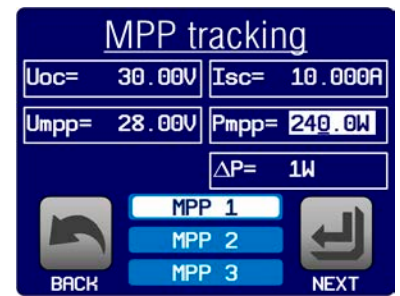 MPP tracking
Uoc= 30.00V Isc= 10.000A
Umpp= 28.00V Pmpp= 240.0W
△P= 1W
MPP 1
MPP 2
MPP 3
BACK NEXT